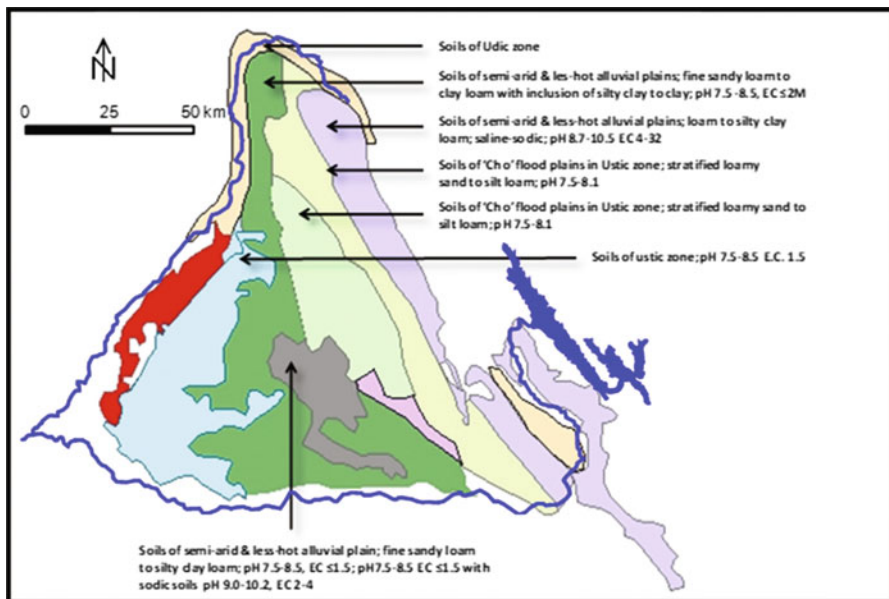 Soils of Udic zone
N
Soils of semi-arid & les-hot alluvial plains; fine sandy loam to
clay loam with inclusion of silty clay to clay; pH 7.5-8.5, EC ≤2M
0 25 50 km
Soils of semi-arid & les-hot alluvial plains; loam to silty clay
loam; saline-sodic; pH 8.7-10.5 EC 4-32
Soils of 'Cho' flood plains in Ustic zone; stratified loamy
sand to silt loam; pH 7.5-8.1
Soils of 'Cho' flood plains in Ustic zone; stratified loamy sand to
silt loam; pH 7.5-8.1
Soils of ustic zone; pH 7.5-8.5 E.C. 1.5
Soils of semi-arid & less-hot alluvial plain; fine sandy loam
to silty clay loam; pH 7.5-8.5, EC ≤1.5; pH7.5-8.5 EC ≤1.5 with
sodic soils pH 9.0-10.2, EC 2-4